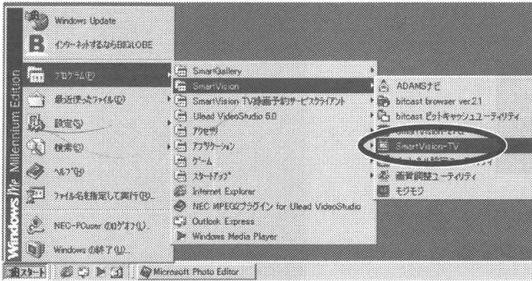 Windows Me Millennium Edition
Windows Update
インターネットするならBIGLOBE
プログラム(P)
最近使ったファイル(D)
設定(S)
検索(C)
ヘルプ(H)
ファイル名を指定して実行(R)...
NEC-PCuser のログオフ(L)...
Windows の終了(U)...
SmartGallery
SmartVision
SmartVision TV録画予約サービスクライアント
Ulead VideoStudio 5.0
アクセサリ
アプリケーション
ゲーム
スタートアップ
Internet Explorer
NEC MPEG2プラグイン for Ulead VideoStudio
Outlook Express
Windows Media Player
ADAMSナビ
bitcast browser ver2.1
bitcast ビットキャッシュユーティリティ
SmartVision-EPG
SmartVision-TV
画質調整ユーティリティ
モジモジ
スタート
Microsoft Photo Editor